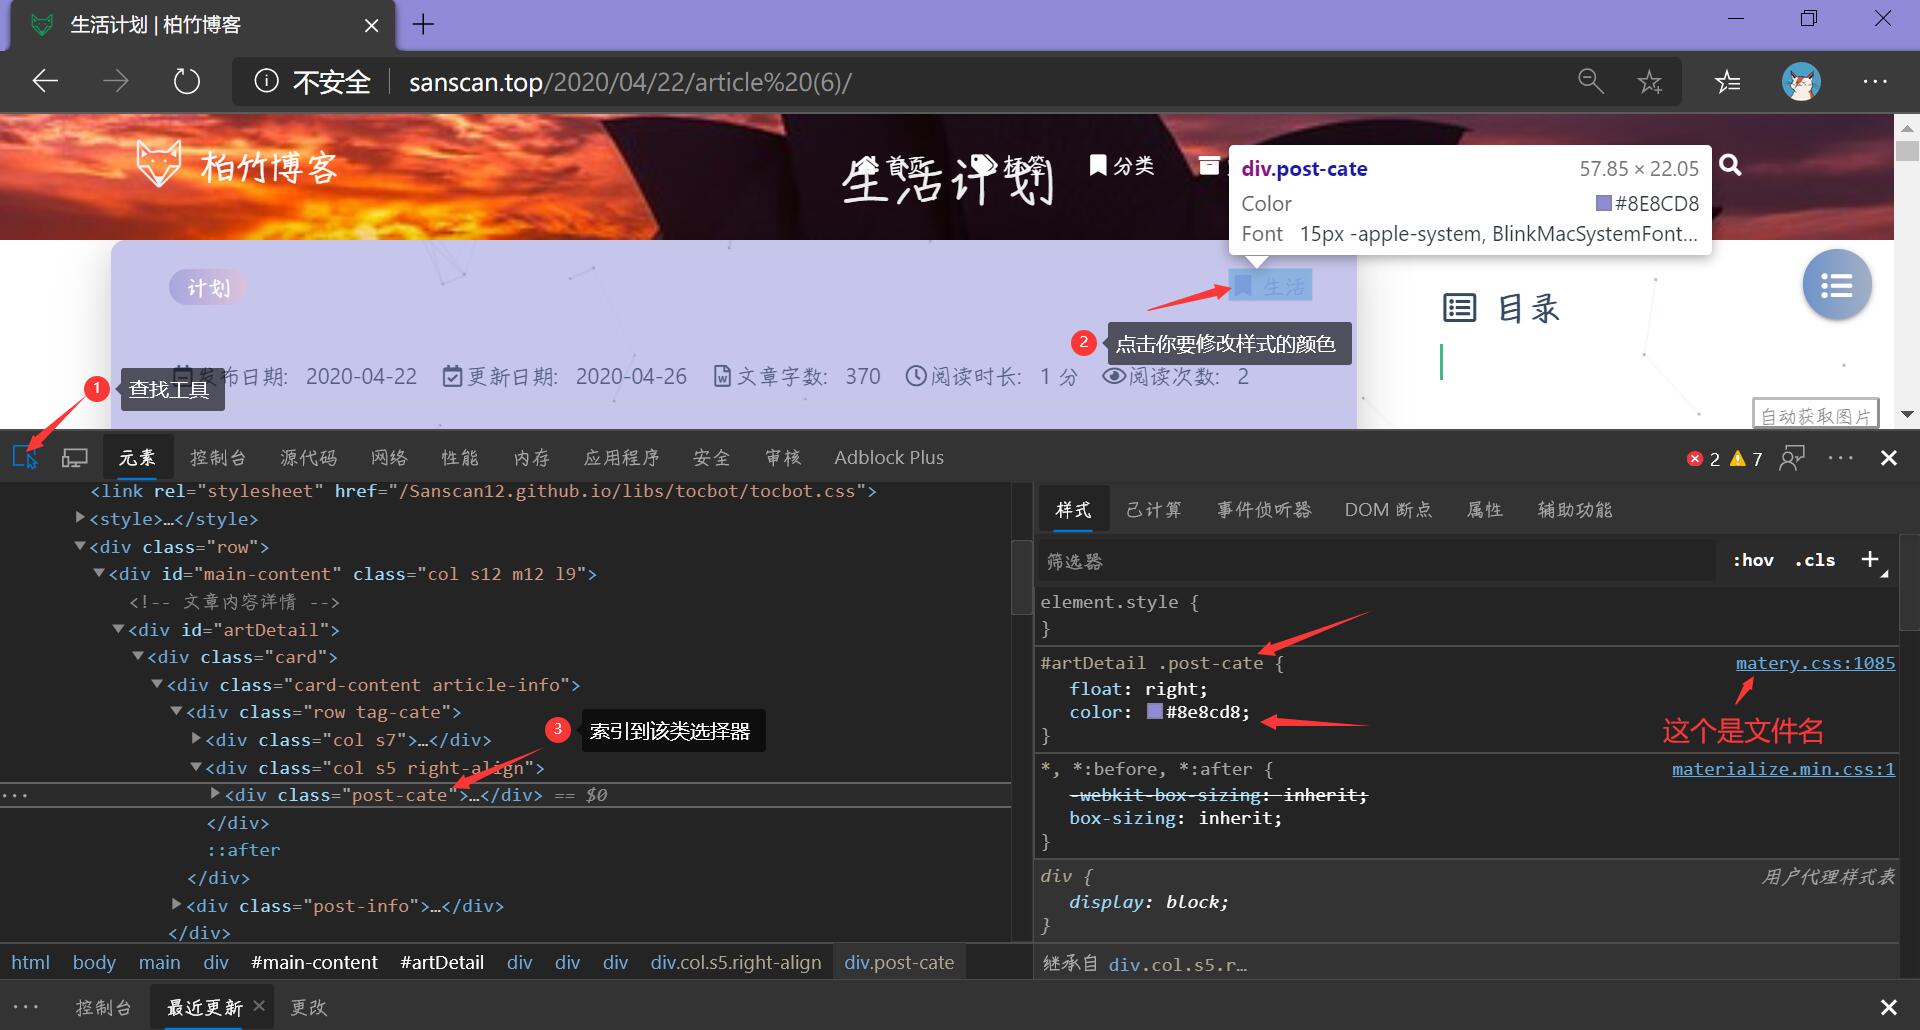 生活计划 | 柏竹博客
不安全 sanscan.top/2020/04/22/article%20(6)/
柏竹博客
首页 标签 分类
生活计划
div.post-cate 57.85 × 22.05
Color #8E8CD8
Font 15px -apple-system, BlinkMacSystemFont...
计划
生活
目录
2 点击你要修改样式的颜色
发布日期: 2020-04-22 更新日期: 2020-04-26 文章字数: 370 阅读时长: 1 分 阅读次数: 2
1 查找工具
自动获取图片
元素 控制台 源代码 网络 性能 内存 应用程序 安全 审核 Adblock Plus 2 7
<link rel="stylesheet" href="/Sanscan12.github.io/libs/tocbot/tocbot.css">
<style>…</style>
<div class="row">
<div id="main-content" class="col s12 m12 l9">
<!-- 文章内容详情 -->
<div id="artDetail">
<div class="card">
<div class="card-content article-info">
<div class="row tag-cate">
<div class="col s7">…</div>
3 索引到该类选择器
<div class="col s5 right-align">
<div class="post-cate">…</div> == $0
</div>
::after
</div>
<div class="post-info">…</div>
</div>
html body main div #main-content #artDetail div div div div.col.s5.right-align div.post-cate
样式 已计算 事件侦听器 DOM 断点 属性 辅助功能
筛选器 :hov .cls +
element.style {
}
#artDetail .post-cate { matery.css:1085
float: right;
color: #8e8cd8;
}
这个是文件名
*, *:before, *:after { materialize.min.css:1
-webkit-box-sizing: inherit;
box-sizing: inherit;
}
div { 用户代理样式表
display: block;
}
继承自 div.col.s5.r…
控制台 最近更新 更改